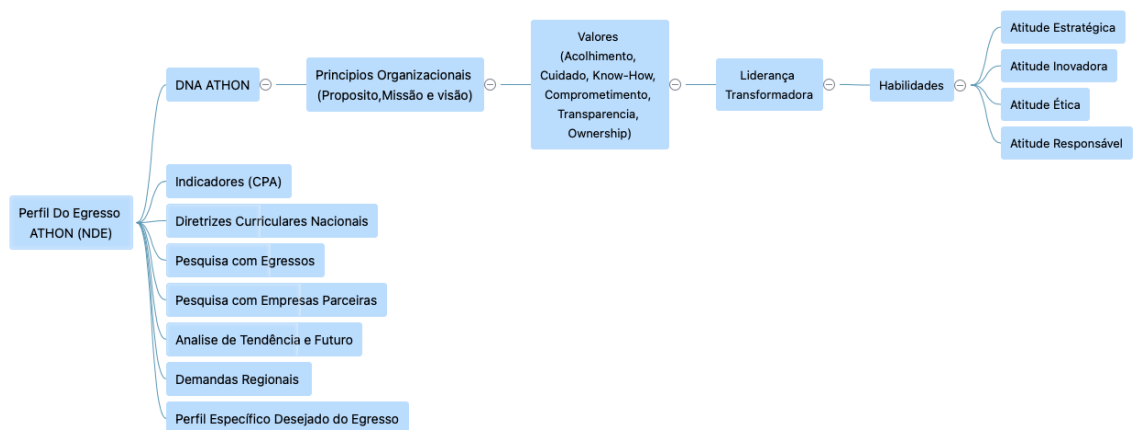 Perfil Do Egresso
ATHON (NDE)
DNA ATHON
Principios Organizacionais
(Proposito,Missão e visão)
Valores
(Acolhimento,
Cuidado, Know-How,
Comprometimento,
Transparencia,
Ownership)
Liderança
Transformadora
Habilidades
Atitude Estratégica
Atitude Inovadora
Atitude Ética
Atitude Responsável
Indicadores (CPA)
Diretrizes Curriculares Nacionais
Pesquisa com Egressos
Pesquisa com Empresas Parceiras
Analise de Tendência e Futuro
Demandas Regionais
Perfil Específico Desejado do Egresso